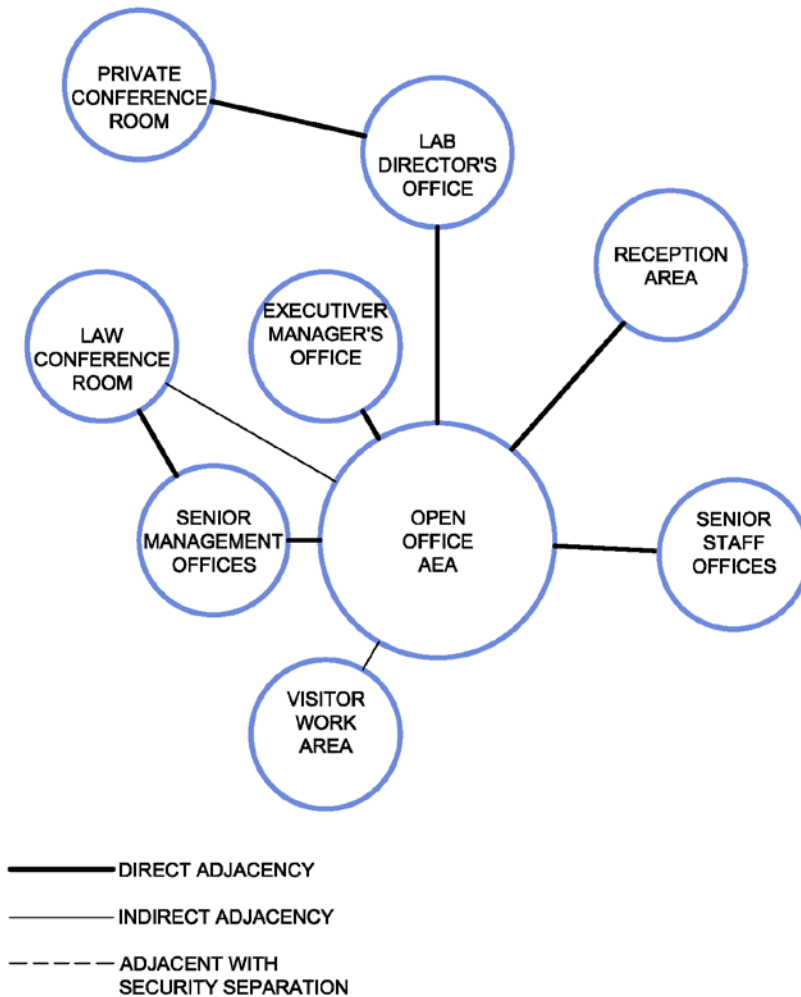 PRIVATE
CONFERENCE
ROOM
LAB
DIRECTOR'S
OFFICE
RECEPTION
AREA
EXECUTIVER
MANAGER'S
OFFICE
LAW
CONFERENCE
ROOM
SENIOR
MANAGEMENT
OFFICES
OPEN
OFFICE
AEA
SENIOR
STAFF
OFFICES
VISITOR
WORK
AREA
DIRECT ADJACENCY
INDIRECT ADJACENCY
ADJACENT WITH
SECURITY SEPARATION